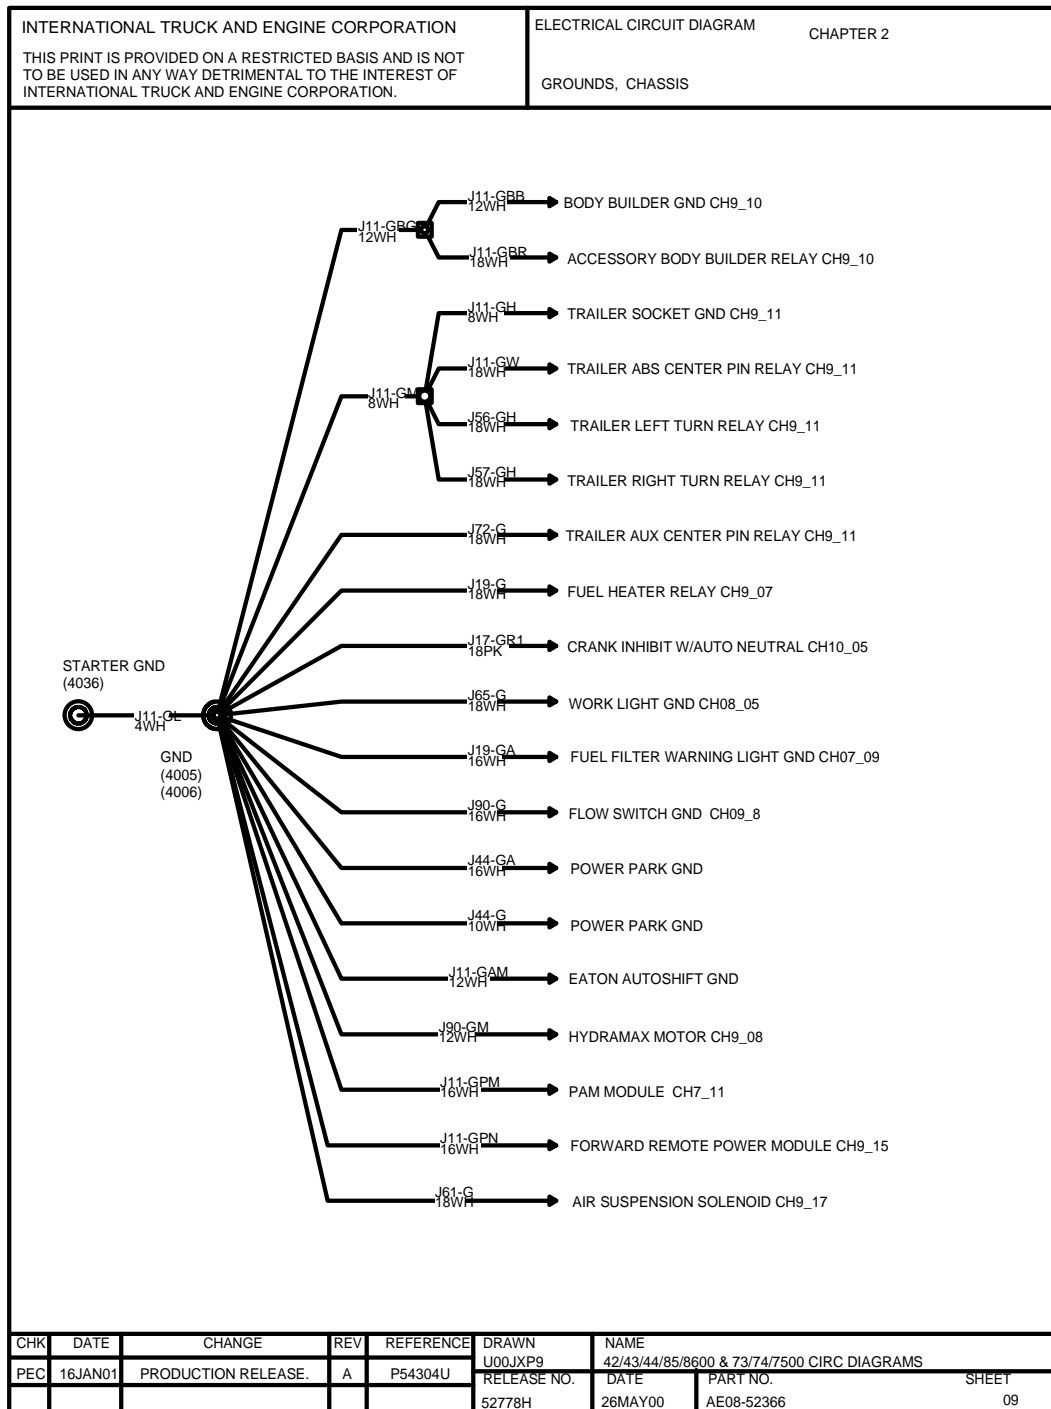 INTERNATIONAL TRUCK AND ENGINE CORPORATION
THIS PRINT IS PROVIDED ON A RESTRICTED BASIS AND IS NOT
TO BE USED IN ANY WAY DETRIMENTAL TO THE INTEREST OF
INTERNATIONAL TRUCK AND ENGINE CORPORATION.
ELECTRICAL CIRCUIT DIAGRAM
CHAPTER 2
GROUNDS, CHASSIS
J11-GBG
12WH
J11-GBB
12WH
BODY BUILDER GND CH9_10
J11-GBR
18WH
ACCESSORY BODY BUILDER RELAY CH9_10
J11-GH
8WH
TRAILER SOCKET GND CH9_11
J11-GW
18WH
TRAILER ABS CENTER PIN RELAY CH9_11
J11-GM
8WH
J56-GH
18WH
TRAILER LEFT TURN RELAY CH9_11
J57-GH
18WH
TRAILER RIGHT TURN RELAY CH9_11
J72-G
18WH
TRAILER AUX CENTER PIN RELAY CH9_11
J19-G
18WH
FUEL HEATER RELAY CH9_07
J17-GR1
18PK
CRANK INHIBIT W/AUTO NEUTRAL CH10_05
STARTER GND
(4036)
J11-GL
4WH
GND
(4005)
(4006)
J65-G
18WH
WORK LIGHT GND CH08_05
J19-GA
16WH
FUEL FILTER WARNING LIGHT GND CH07_09
J90-G
16WH
FLOW SWITCH GND CH09_8
J44-GA
16WH
POWER PARK GND
J44-G
10WH
POWER PARK GND
J11-GAM
12WH
EATON AUTOSHIFT GND
J90-GM
12WH
HYDRAMAX MOTOR CH9_08
J11-GPM
16WH
PAM MODULE CH7_11
J11-GPN
16WH
FORWARD REMOTE POWER MODULE CH9_15
J61-G
18WH
AIR SUSPENSION SOLENOID CH9_17
CHK DATE CHANGE REV REFERENCE
PEC 16JAN01 PRODUCTION RELEASE. A P54304U
DRAWN
U00JXP9
NAME
42/43/44/85/8600 & 73/74/7500 CIRC DIAGRAMS
RELEASE NO.
52778H
DATE
26MAY00
PART NO.
AE08-52366
SHEET
09